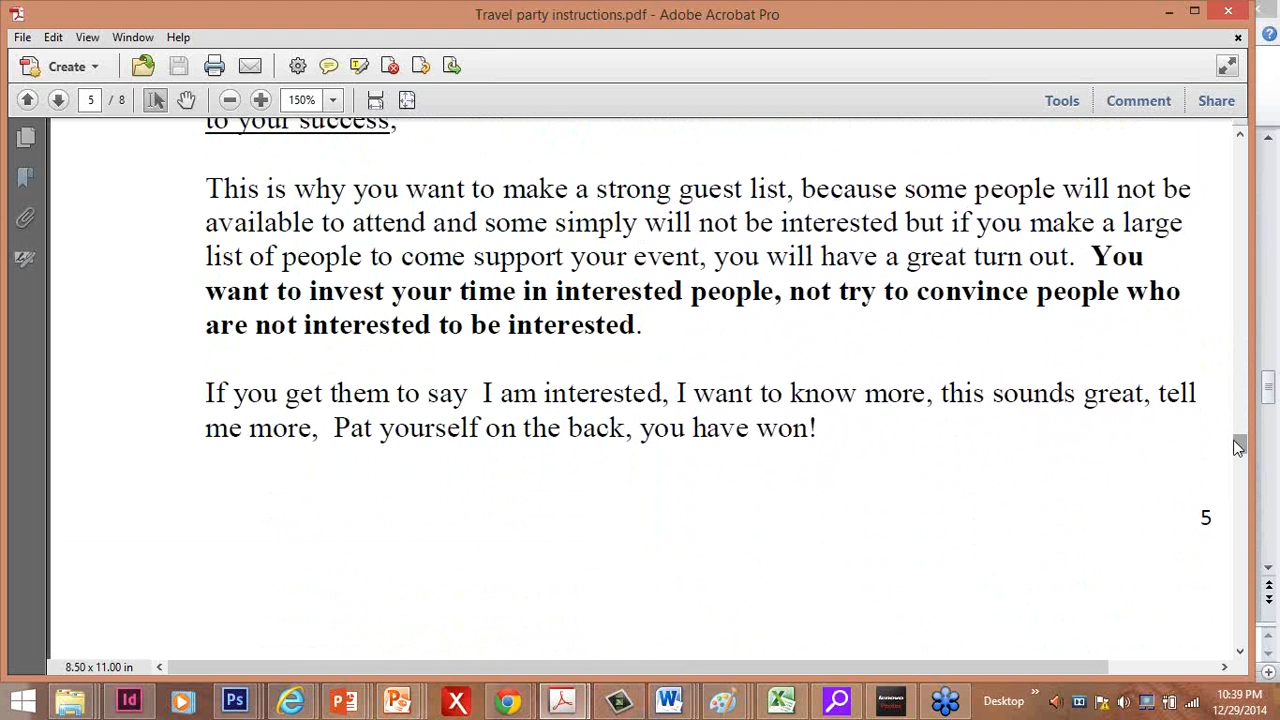 Travel party instructions.pdf - Adobe Acrobat Pro
File Edit View Window Help
Create
5 / 8 150% Tools Comment Share
to your success,
This is why you want to make a strong guest list, because some people will not be
available to attend and some simply will not be interested but if you make a large
list of people to come support your event, you will have a great turn out. You
want to invest your time in interested people, not try to convince people who
are not interested to be interested.
If you get them to say I am interested, I want to know more, this sounds great, tell
me more, Pat yourself on the back, you have won!
5
8.50 x 11.00 in
Desktop
10:39 PM
12/29/2014